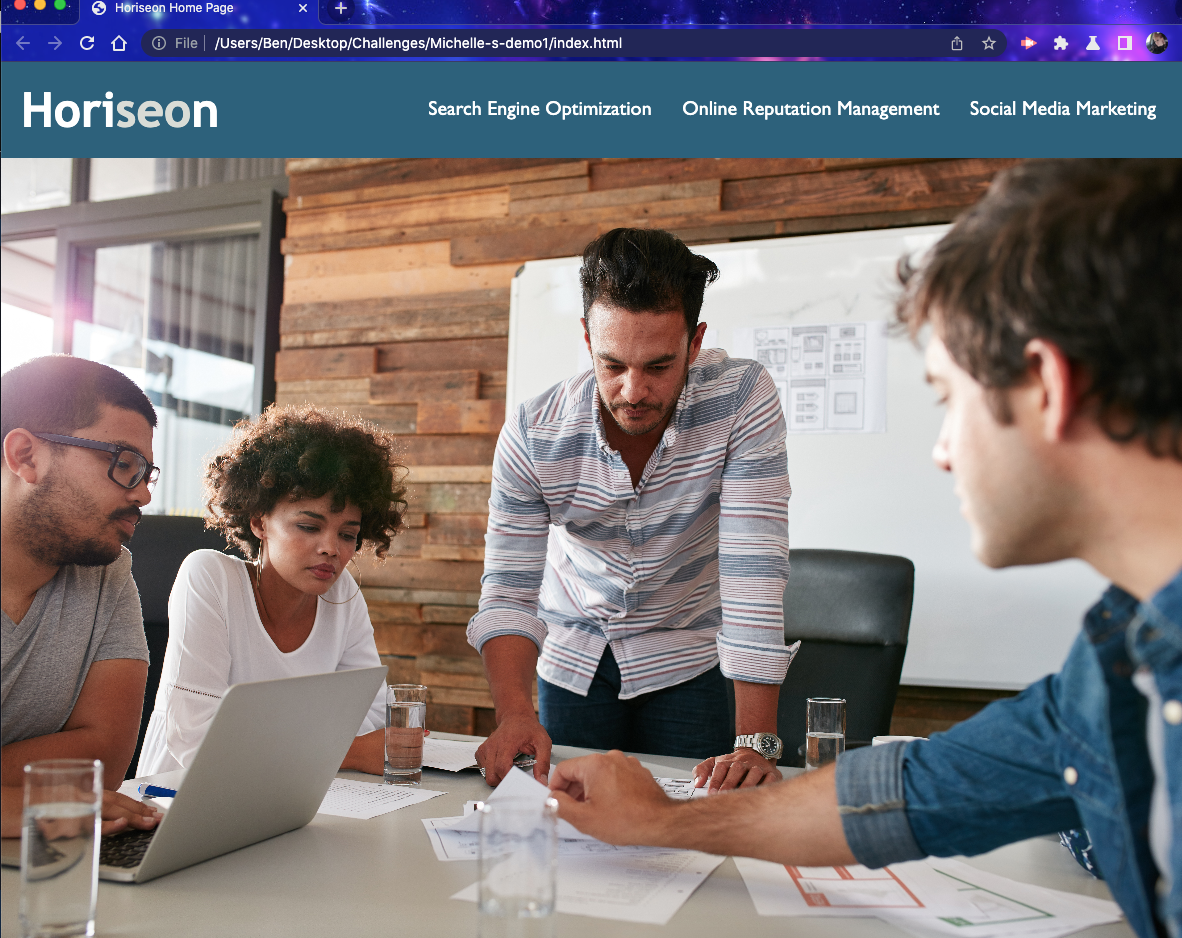 Horiseon Home Page
File
/Users/Ben/Desktop/Challenges/Michelle-s-demo1/index.html
Horiseon
Search Engine Optimization
Online Reputation Management
Social Media Marketing